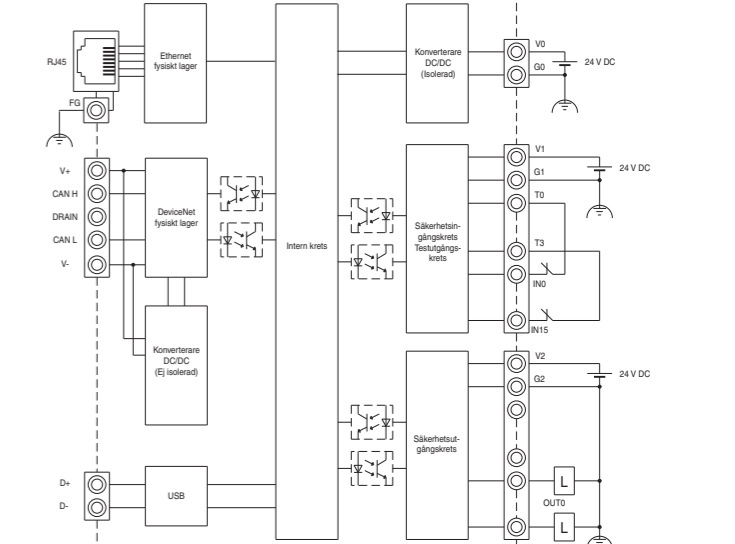 RJ45
Ethernet
fysiskt lager
FG
V+
CAN H
DRAIN
CAN L
V-
DeviceNet
fysiskt lager
Konverterare
DC/DC
(Ej isolerad)
D+
D-
USB
Intern krets
Konverterare
DC/DC
(Isolerad)
V0
G0
24 V DC
Säkerhetsin-
gångskrets
Testutgångs-
krets
V1
G1
T0
T3
IN0
IN15
24 V DC
Säkerhetsut-
gångskrets
V2
G2
24 V DC
L
OUT0
L